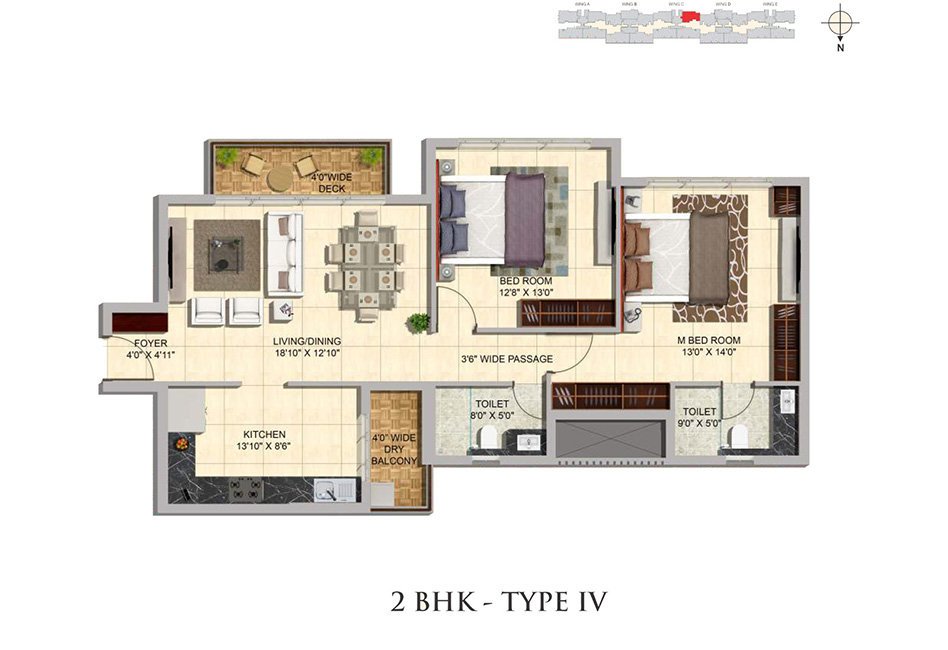 WING A WING B WING C WING D WING E
N
4'0"WIDE
DECK
BED ROOM
12'8" X 13'0"
FOYER
4'0" X 4'11"
LIVING/DINING
18'10" X 12'10"
M BED ROOM
13'0" X 14'0"
3'6" WIDE PASSAGE
TOILET
8'0" X 5'0"
TOILET
9'0" X 5'0"
KITCHEN
13'10" X 8'6"
4'0" WIDE
DRY
BALCONY
2 BHK - TYPE IV